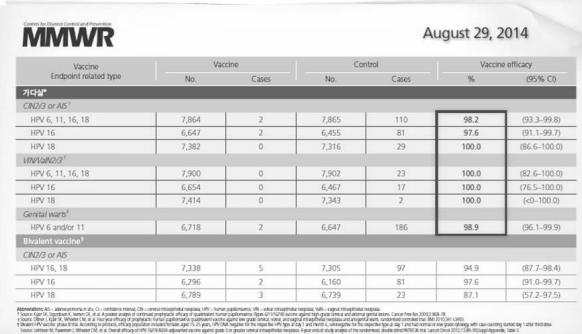 Centers for Disease Control and Prevention
MMWR
August 29, 2014
Vaccine Endpoint related type Vaccine Control Vaccine efficacy
No. Cases No. Cases % (95% CI)
가다실*
CIN2/3 or AIS†
HPV 6, 11, 16, 18 7,864 2 7,865 110 98.2 (93.3–99.8)
HPV 16 6,647 2 6,455 81 97.6 (91.1–99.7)
HPV 18 7,382 0 7,316 29 100.0 (86.6–100.0)
VIN/VaIN2/3†
HPV 6, 11, 16, 18 7,900 0 7,902 23 100.0 (82.6–100.0)
HPV 16 6,654 0 6,467 17 100.0 (76.5–100.0)
HPV 18 7,414 0 7,343 2 100.0 (<0–100.0)
Genital warts‡
HPV 6 and/or 11 6,718 2 6,647 186 98.9 (96.1–99.9)
Bivalent vaccine§
CIN2/3 or AIS
HPV 16, 18 7,338 5 7,305 97 94.9 (87.7–98.4)
HPV 16 6,296 2 6,160 81 97.6 (91.0–99.7)
HPV 18 6,789 3 6,739 23 87.1 (57.2–97.5)